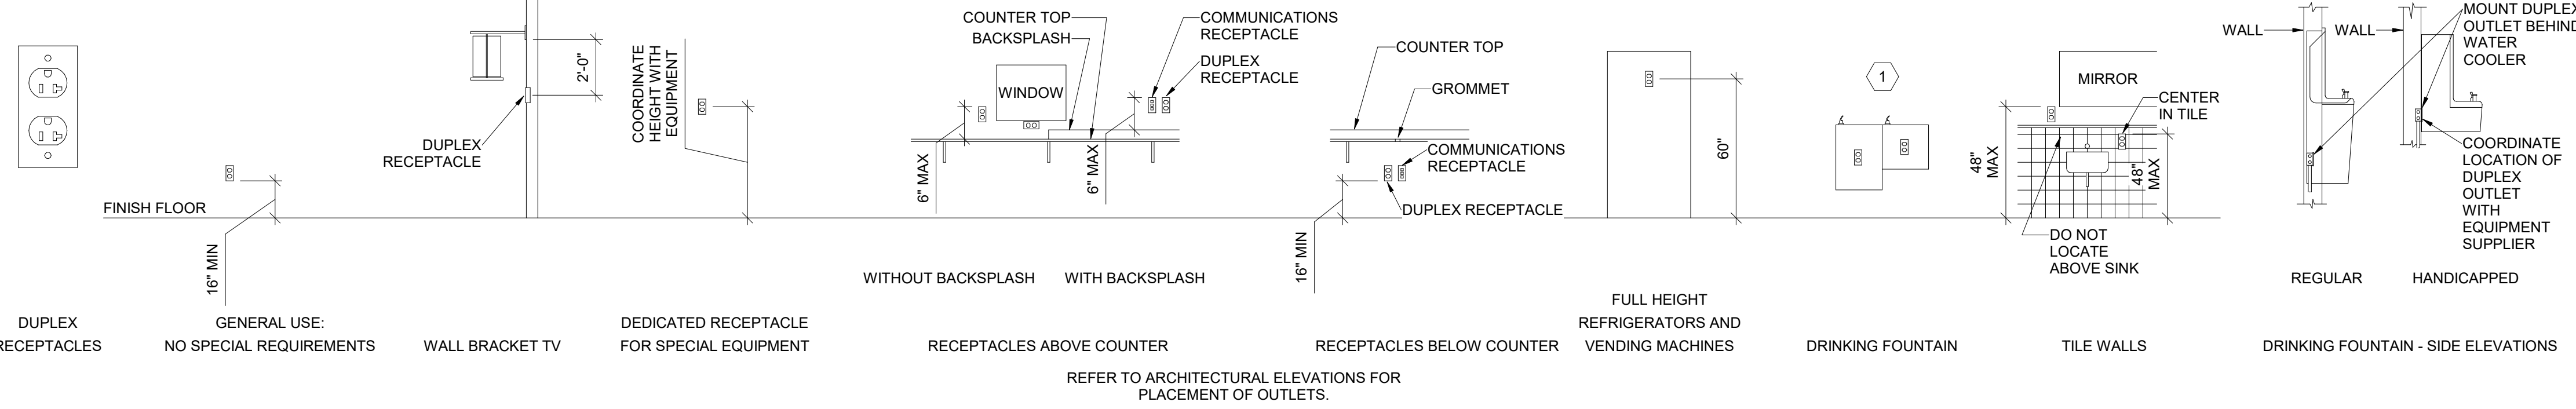 DUPLEX
RECEPTACLES
FINISH FLOOR
16" MIN
GENERAL USE:
NO SPECIAL REQUIREMENTS
2'-0"
DUPLEX
RECEPTACLE
WALL BRACKET TV
COORDINATE
HEIGHT WITH
EQUIPMENT
DEDICATED RECEPTACLE
FOR SPECIAL EQUIPMENT
COUNTER TOP
BACKSPLASH
COMMUNICATIONS
RECEPTACLE
DUPLEX
RECEPTACLE
WINDOW
6" MAX
6" MAX
WITHOUT BACKSPLASH
WITH BACKSPLASH
RECEPTACLES ABOVE COUNTER
COUNTER TOP
GROMMET
COMMUNICATIONS
RECEPTACLE
DUPLEX RECEPTACLE
16" MIN
RECEPTACLES BELOW COUNTER
REFER TO ARCHITECTURAL ELEVATIONS FOR
PLACEMENT OF OUTLETS.
60"
FULL HEIGHT
REFRIGERATORS AND
VENDING MACHINES
1
DRINKING FOUNTAIN
MIRROR
CENTER
IN TILE
48"
MAX
48"
MAX
DO NOT
LOCATE
ABOVE SINK
TILE WALLS
WALL
WALL
MOUNT DUPLEX
OUTLET BEHIND
WATER
COOLER
COORDINATE
LOCATION OF
DUPLEX
OUTLET
WITH
EQUIPMENT
SUPPLIER
REGULAR
HANDICAPPED
DRINKING FOUNTAIN - SIDE ELEVATIONS